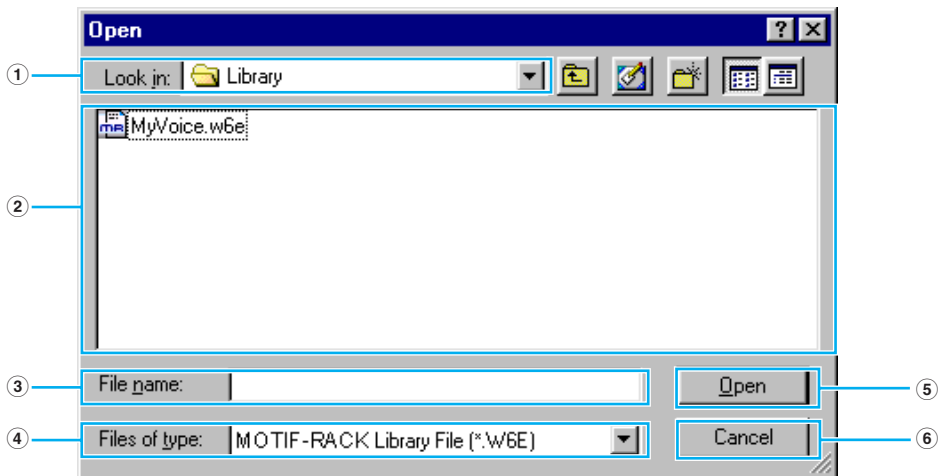 Open
① Look in: Library
MyVoice.w6e
②
③ File name: Open ⑤
④ Files of type: MOTIF-RACK Library File (*.W6E) Cancel ⑥